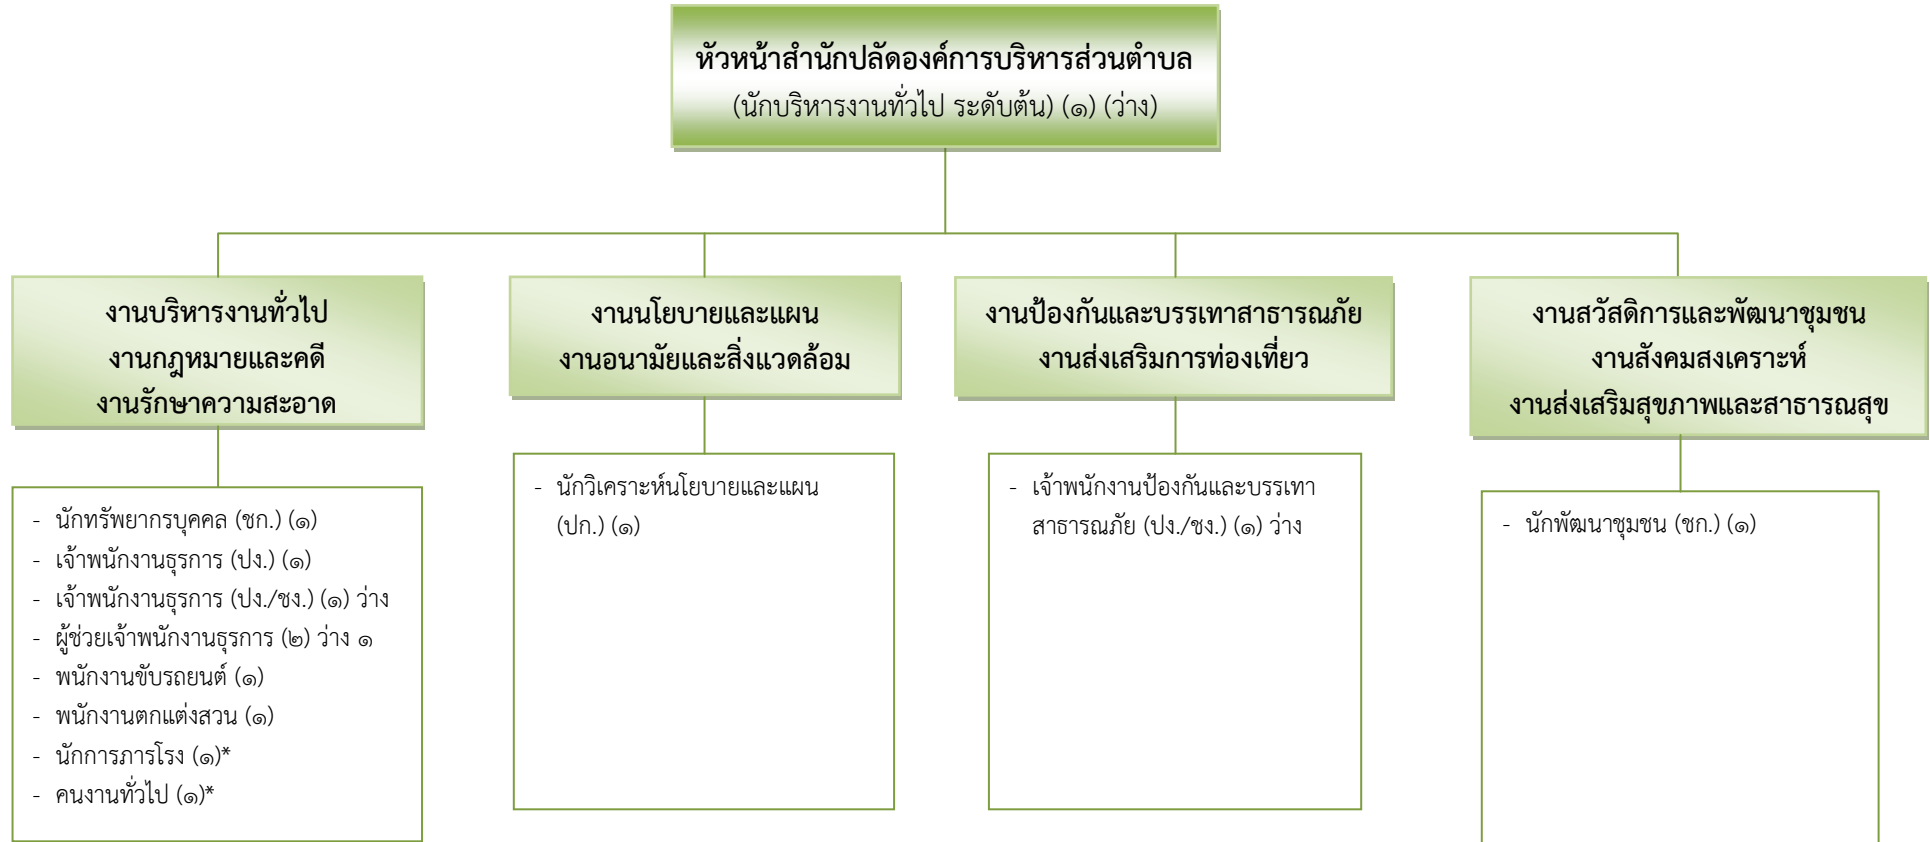 หัวหน้าสำนักปลัดองค์การบริหารส่วนตำบล
(นักบริหารงานทั่วไป ระดับต้น) (๑) (ว่าง)
งานบริหารงานทั่วไป
งานกฎหมายและคดี
งานรักษาความสะอาด
- นักทรัพยากรบุคคล (ชก.) (๑)
- เจ้าพนักงานธุรการ (ปง.) (๑)
- เจ้าพนักงานธุรการ (ปง./ชง.) (๑) ว่าง
- ผู้ช่วยเจ้าพนักงานธุรการ (๒) ว่าง ๑
- พนักงานขับรถยนต์ (๑)
- พนักงานตกแต่งสวน (๑)
- นักการภารโรง (๑)*
- คนงานทั่วไป (๑)*
งานนโยบายและแผน
งานอนามัยและสิ่งแวดล้อม
- นักวิเคราะห์นโยบายและแผน
(ปก.) (๑)
งานป้องกันและบรรเทาสาธารณภัย
งานส่งเสริมการท่องเที่ยว
- เจ้าพนักงานป้องกันและบรรเทา
สาธารณภัย (ปง./ชง.) (๑) ว่าง
งานสวัสดิการและพัฒนาชุมชน
งานสังคมสงเคราะห์
งานส่งเสริมสุขภาพและสาธารณสุข
- นักพัฒนาชุมชน (ชก.) (๑)